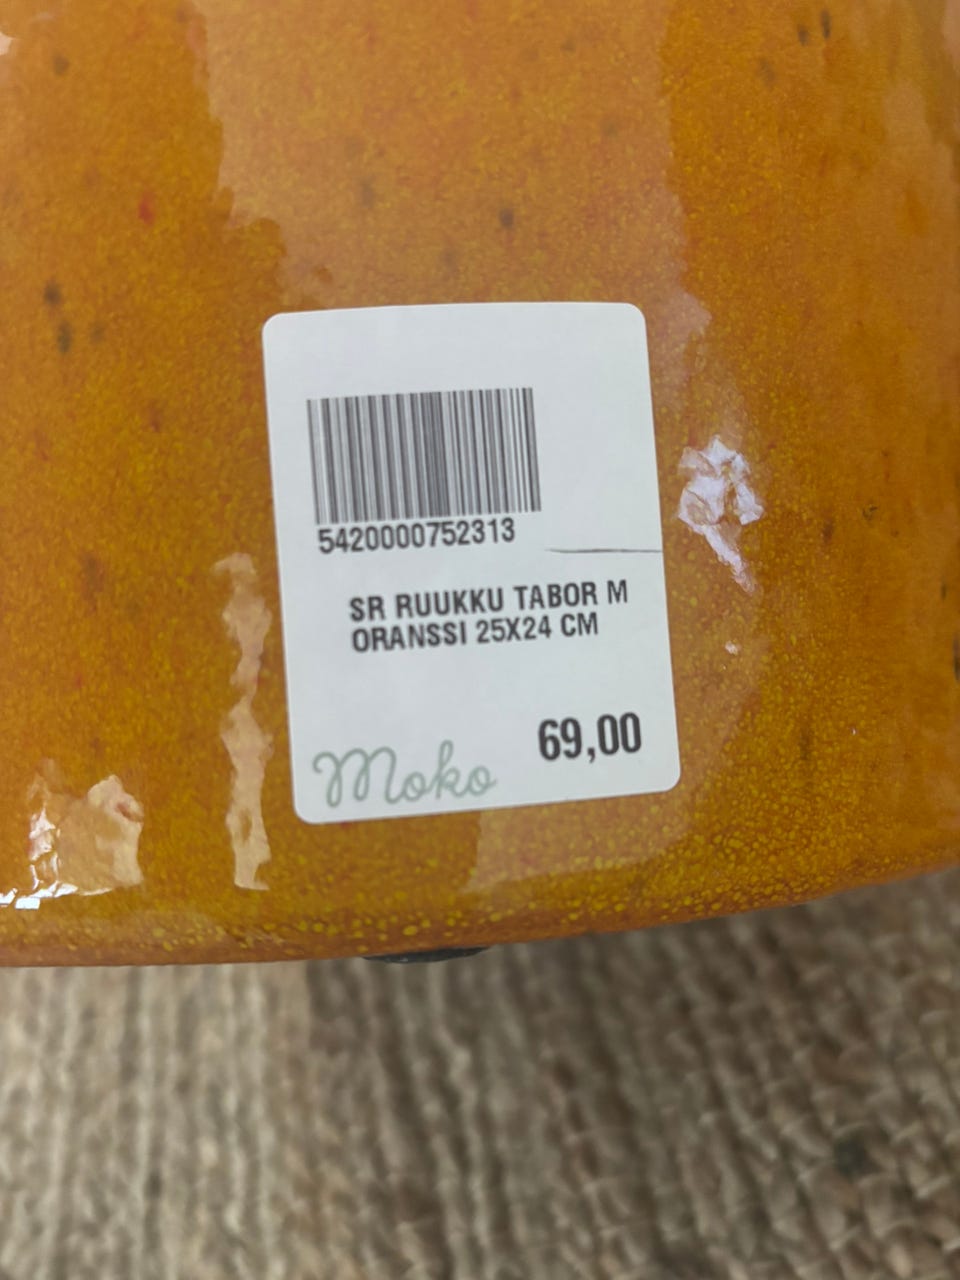 5420000752313
SR RUUKKU TABOR M
ORANSSI 25X24 CM
69,00
Moko